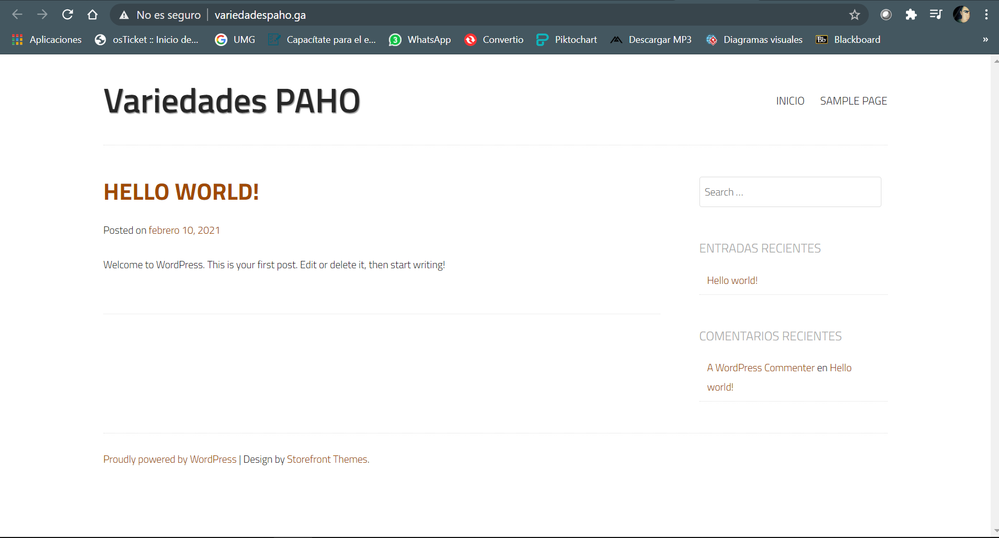 No es seguro variedadespaho.ga
Aplicaciones osTicket :: Inicio de... UMG Capacítate para el e... 3 WhatsApp Convertio Piktochart Descargar MP3 Diagramas visuales Bb Blackboard »
Variedades PAHO
INICIO SAMPLE PAGE
HELLO WORLD!
Posted on febrero 10, 2021
Welcome to WordPress. This is your first post. Edit or delete it, then start writing!
Search …
ENTRADAS RECIENTES
Hello world!
COMENTARIOS RECIENTES
A WordPress Commenter en Hello
world!
Proudly powered by WordPress | Design by Storefront Themes.